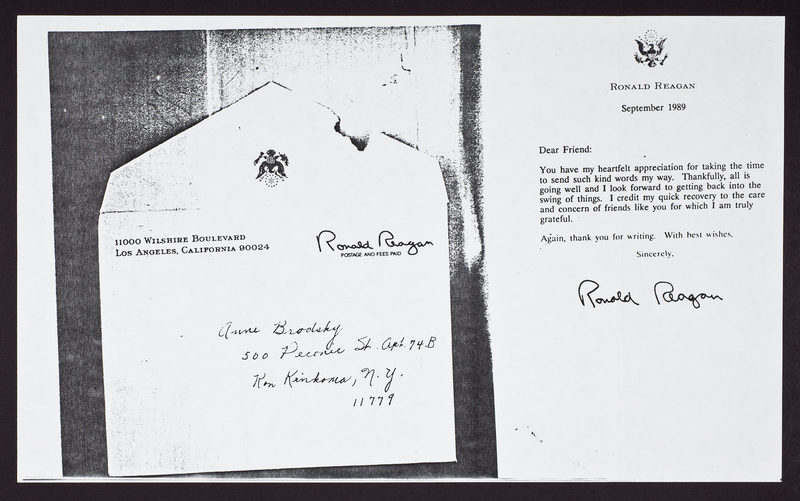 11000 WILSHIRE BOULEVARD
LOS ANGELES, CALIFORNIA 90024
Ronald Reagan
POSTAGE AND FEES PAID
Anne Brodsky
500 Peconic St. Apt 74B
Ron Kinkoma, N.Y.
11779
RONALD REAGAN
September 1989
Dear Friend:
You have my heartfelt appreciation for taking the time
to send such kind words my way. Thankfully, all is
going well and I look forward to getting back into the
swing of things. I credit my quick recovery to the care
and concern of friends like you for which I am truly
grateful.
Again, thank you for writing. With best wishes,
Sincerely,
Ronald Reagan